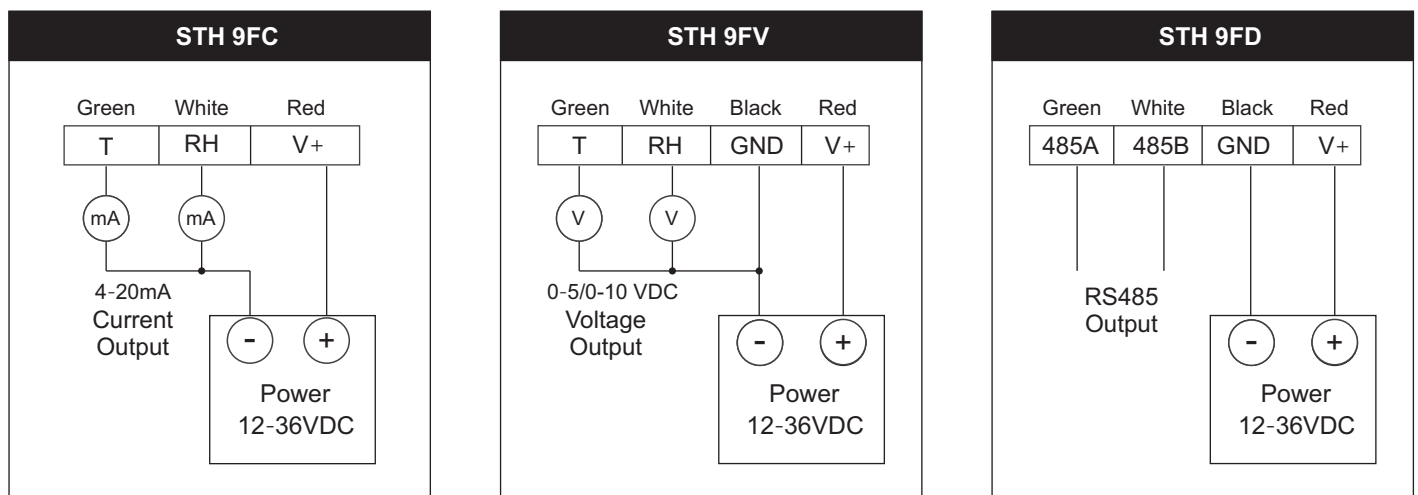 STH 9FC
Green White Red
T RH V+
mA mA
4-20mA
Current
Output
- +
Power
12-36VDC
STH 9FV
Green White Black Red
T RH GND V+
V V
0-5/0-10 VDC
Voltage
Output
- +
Power
12-36VDC
STH 9FD
Green White Black Red
485A 485B GND V+
RS485
Output
- +
Power
12-36VDC